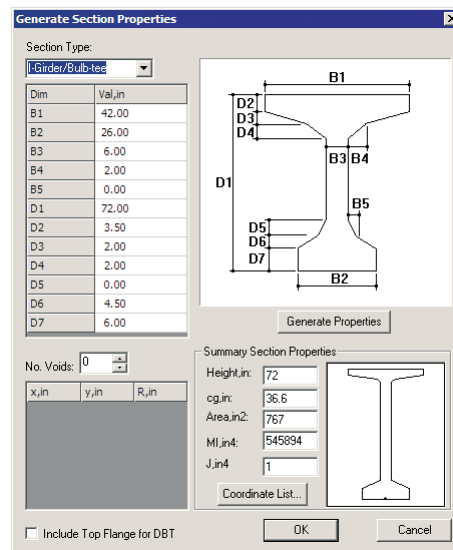 Generate Section Properties
Section Type:
I-Girder/Bulb-tee
Dim Val,in
B1 42.00
B2 26.00
B3 6.00
B4 2.00
B5 0.00
D1 72.00
D2 3.50
D3 2.00
D4 2.00
D5 0.00
D6 4.50
D7 6.00
B1
D2
D3
D4
B3 B4
D1
B5
D5
D6
D7
B2
Generate Properties
No. Voids: 0
x,in y,in R,in
Summary Section Properties
Height,in: 72
cg,in: 36.6
Area,in2: 767
MI,in4: 545894
J,in4 1
Coordinate List...
Include Top Flange for DBT
OK
Cancel